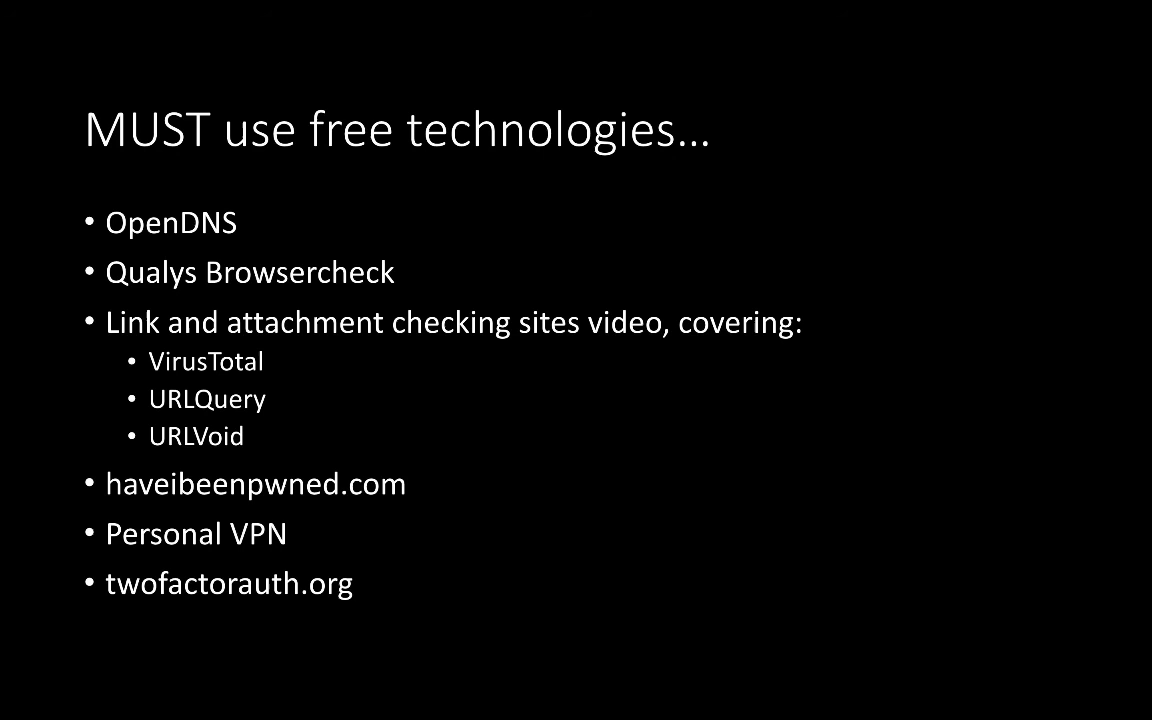 MUST use free technologies...
• OpenDNS
• Qualys Browsercheck
• Link and attachment checking sites video, covering:
• VirusTotal
• URLQuery
• URLVoid
• haveibeenpwned.com
• Personal VPN
• twofactorauth.org